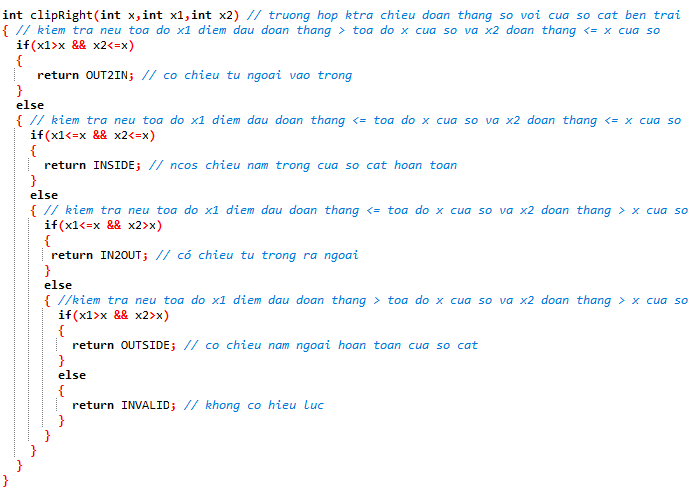 int clipRight(int x,int x1,int x2) // truong hop ktra chieu doan thang so voi cua so cat ben trai
{ // kiem tra neu toa do x1 diem dau doan thang > toa do x cua so va x2 doan thang <= x cua so
if(x1>x && x2<=x)
{
return OUT2IN; // co chieu tu ngoai vao trong
}
else
{ // kiem tra neu toa do x1 diem dau doan thang <= toa do x cua so va x2 doan thang <= x cua so
if(x1<=x && x2<=x)
{
return INSIDE; // ncos chieu nam trong cua so cat hoan toan
}
else
{ // kiem tra neu toa do x1 diem dau doan thang <= toa do x cua so va x2 doan thang > x cua so
if(x1<=x && x2>x)
{
return IN2OUT; // có chieu tu trong ra ngoai
}
else
{ //kiem tra neu toa do x1 diem dau doan thang > toa do x cua so va x2 doan thang > x cua so
if(x1>x && x2>x)
{
return OUTSIDE; // co chieu nam ngoai hoan toan cua so cat
}
else
{
return INVALID; // khong co hieu luc
}
}
}
}
}